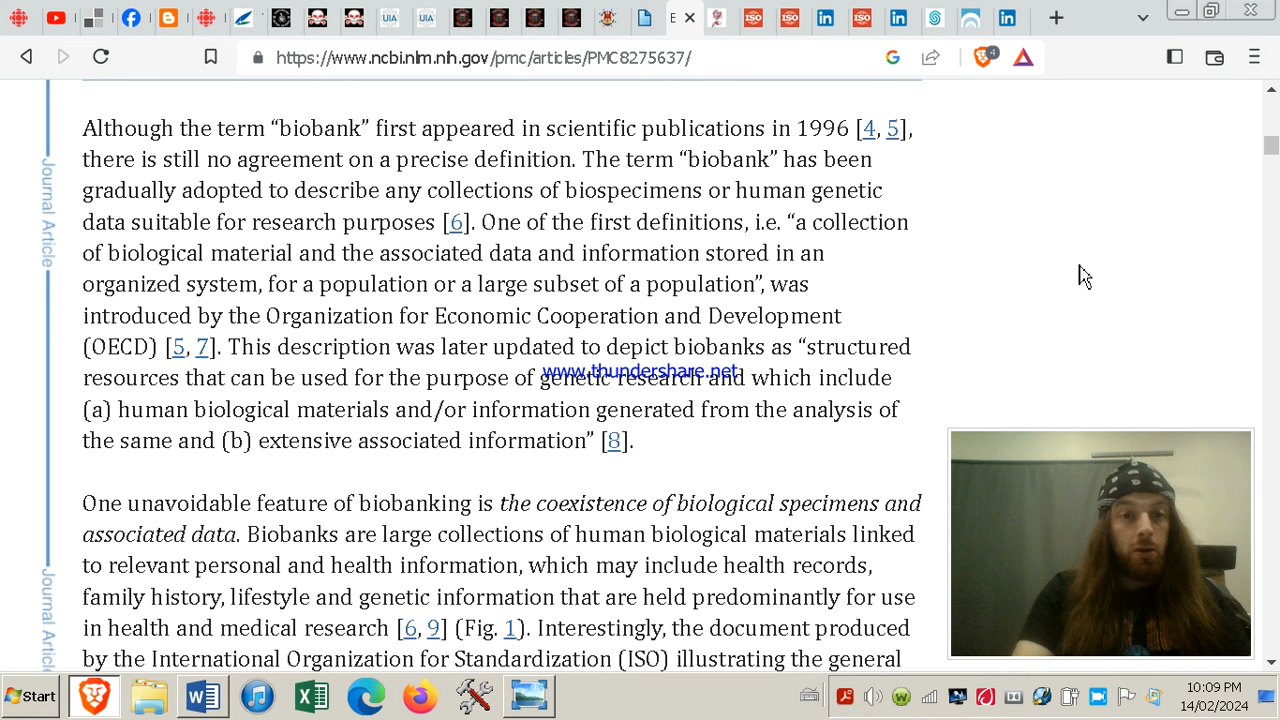 E
ISO
ISO
ISO
UIA
UIA
https://www.ncbi.nlm.nih.gov/pmc/articles/PMC8275637/
4
Although the term “biobank” first appeared in scientific publications in 1996 [4, 5],
there is still no agreement on a precise definition. The term “biobank” has been
gradually adopted to describe any collections of biospecimens or human genetic
data suitable for research purposes [6]. One of the first definitions, i.e. “a collection
of biological material and the associated data and information stored in an
organized system, for a population or a large subset of a population”, was
introduced by the Organization for Economic Cooperation and Development
(OECD) [5, 7]. This description was later updated to depict biobanks as “structured
resources that can be used for the purpose of genetic research and which include
www.thundershare.net
(a) human biological materials and/or information generated from the analysis of
the same and (b) extensive associated information” [8].
One unavoidable feature of biobanking is the coexistence of biological specimens and
associated data. Biobanks are large collections of human biological materials linked
to relevant personal and health information, which may include health records,
family history, lifestyle and genetic information that are held predominantly for use
in health and medical research [6, 9] (Fig. 1). Interestingly, the document produced
by the International Organization for Standardization (ISO) illustrating the general
Journal Article
Journal Article
Start
10:09 PM
14/02/2024